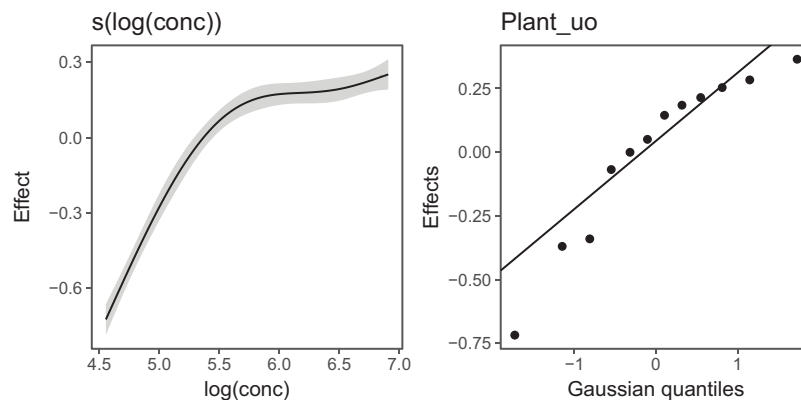 s(log(conc))
Effect
0.3
0.0
−0.3
−0.6
4.5 5.0 5.5 6.0 6.5 7.0
log(conc)
Plant_uo
Effects
0.25
0.00
−0.25
−0.50
−0.75
−1 0 1
Gaussian quantiles